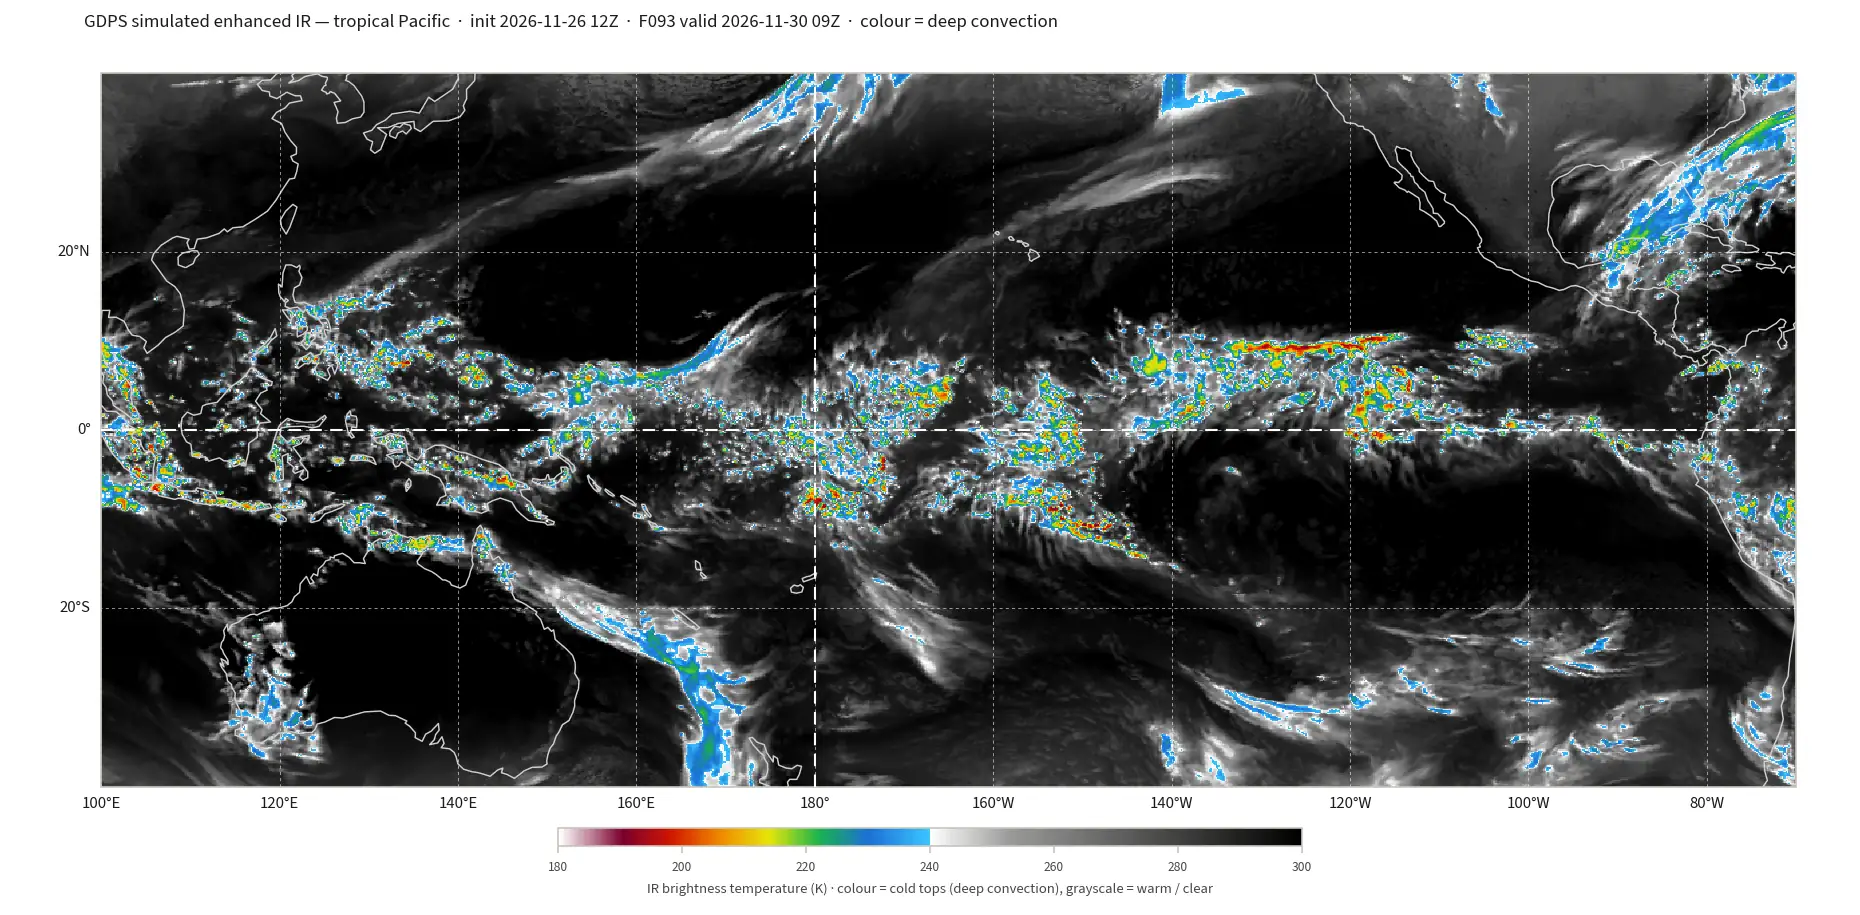 GDPS simulated enhanced IR — tropical Pacific · init 2026-11-26 12Z · F093 valid 2026-11-30 09Z · colour = deep convection
20°N
0°
20°S
100°E 120°E 140°E 160°E 180° 160°W 140°W 120°W 100°W 80°W
180 200 220 240 260 280 300
IR brightness temperature (K) · colour = cold tops (deep convection), grayscale = warm / clear